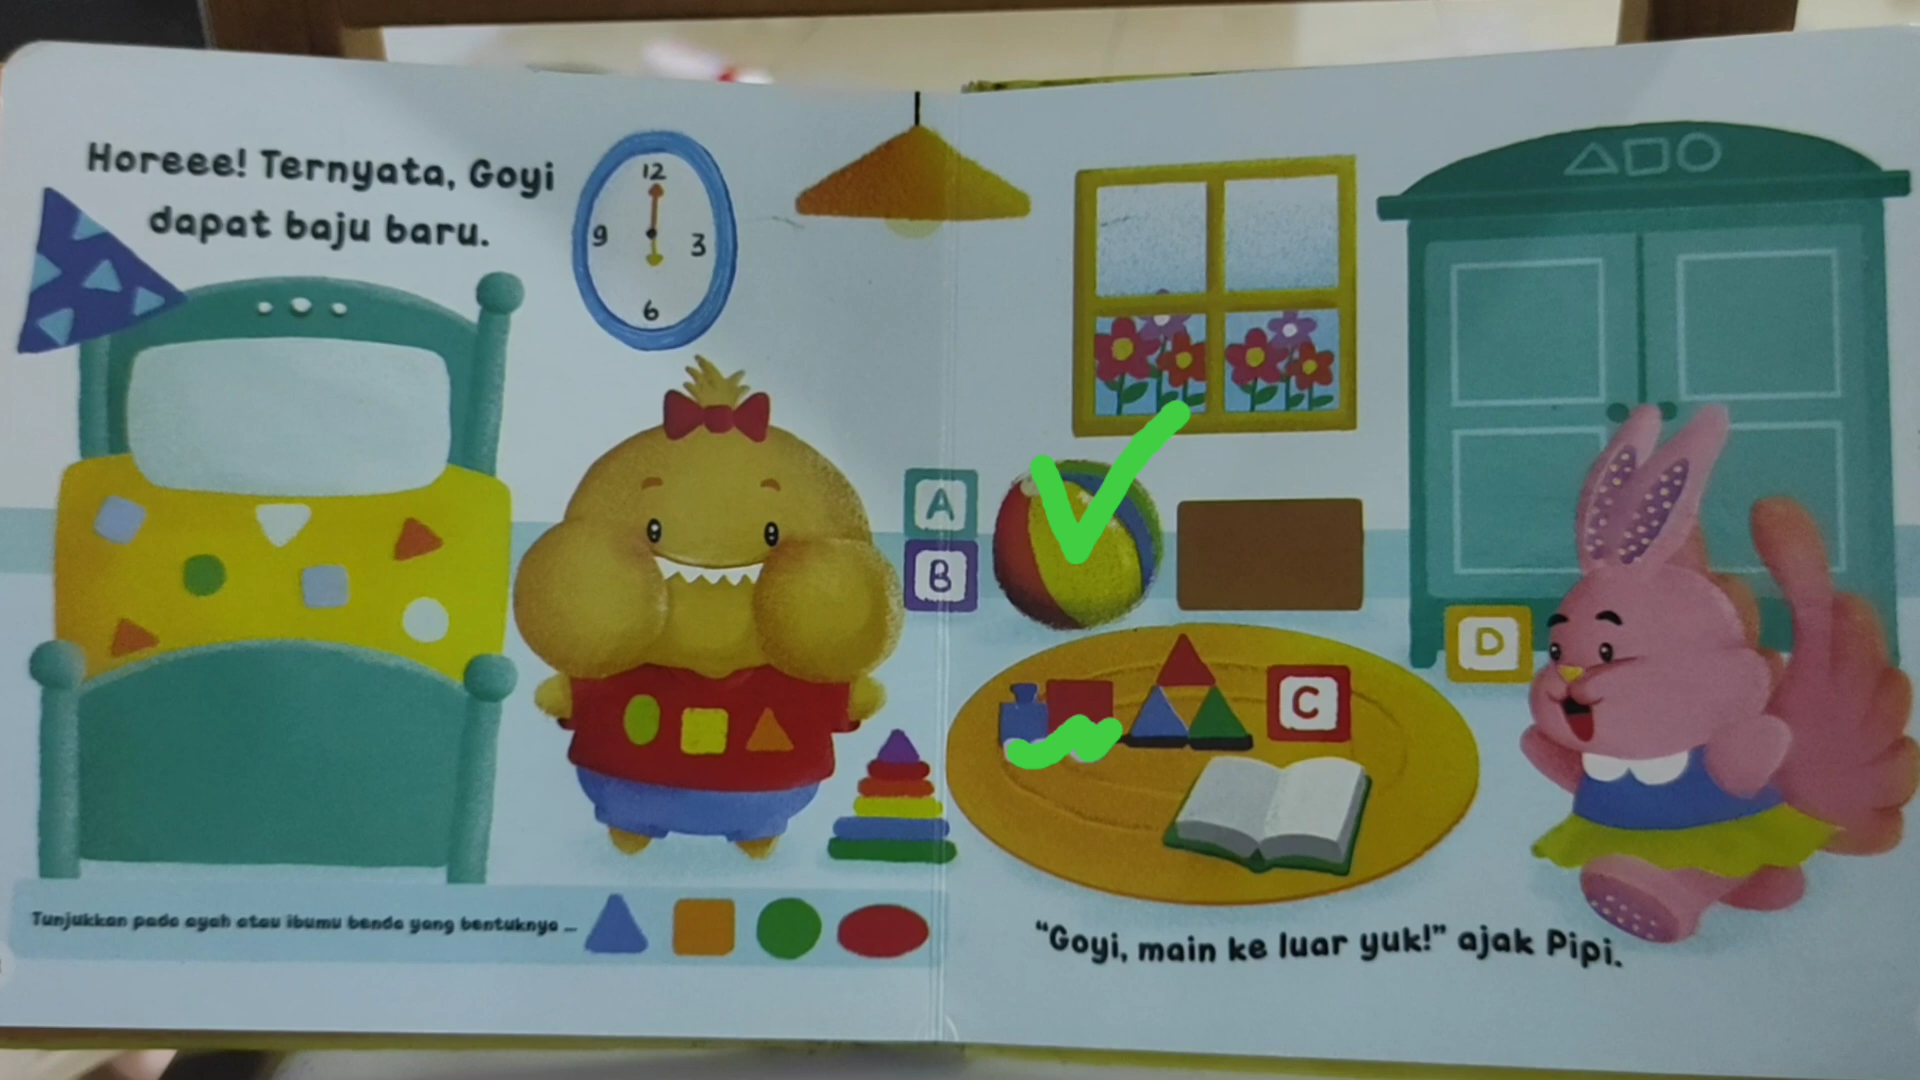 Horeee! Ternyata, Goyi
dapat baju baru.
12
9
3
6
A
B
C
D
Tunjukkan pada ayah atau ibumu benda yang bentuknya ...
“Goyi, main ke luar yuk!” ajak Pipi.